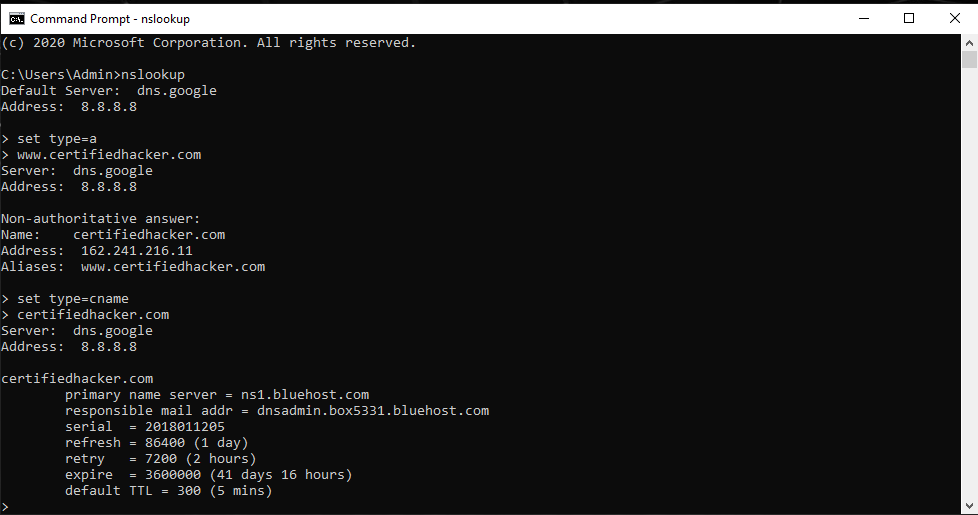 Command Prompt - nslookup
(c) 2020 Microsoft Corporation. All rights reserved.
C:\Users\Admin>nslookup
Default Server:  dns.google
Address:  8.8.8.8
> set type=a
> www.certifiedhacker.com
Server:  dns.google
Address:  8.8.8.8
Non-authoritative answer:
Name:    certifiedhacker.com
Address:  162.241.216.11
Aliases:  www.certifiedhacker.com
> set type=cname
> certifiedhacker.com
Server:  dns.google
Address:  8.8.8.8
certifiedhacker.com
        primary name server = ns1.bluehost.com
        responsible mail addr = dnsadmin.box5331.bluehost.com
        serial  = 2018011205
        refresh = 86400 (1 day)
        retry   = 7200 (2 hours)
        expire  = 3600000 (41 days 16 hours)
        default TTL = 300 (5 mins)
>